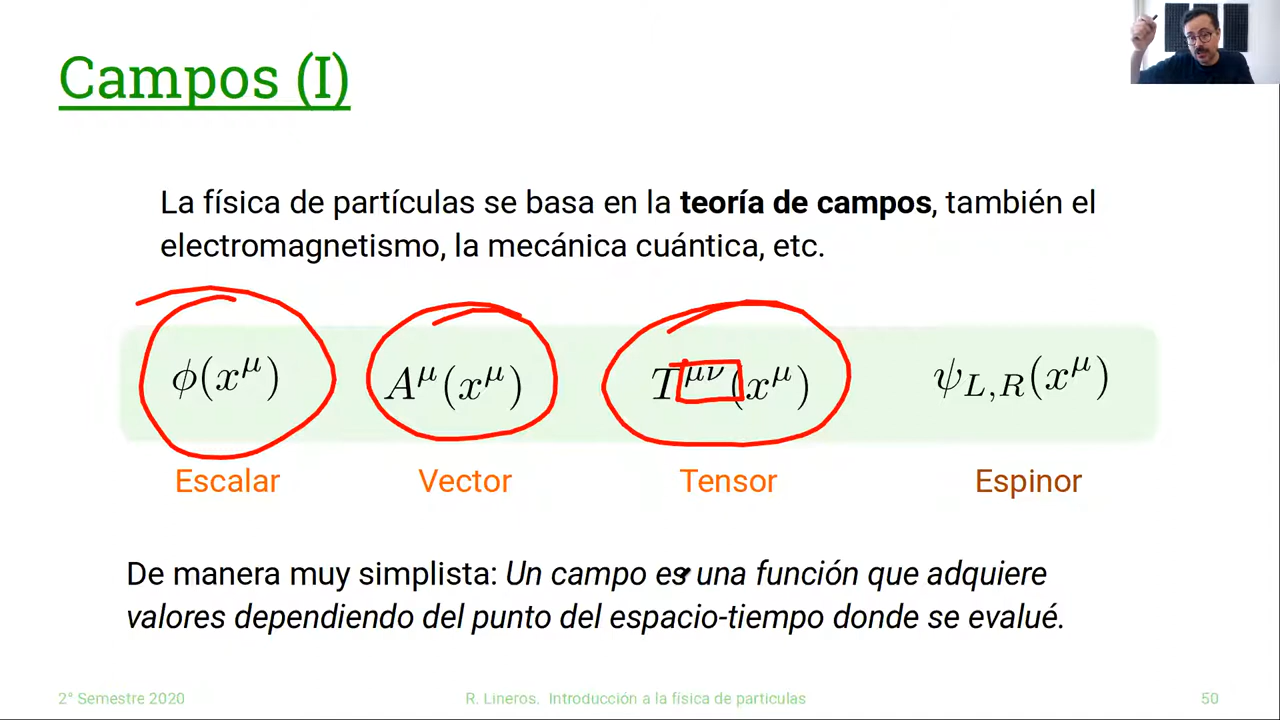 Campos (I)
La física de partículas se basa en la teoría de campos, también el
electromagnetismo, la mecánica cuántica, etc.
ϕ(x^μ) A^μ(x^μ) T^{μν}(x^μ) ψ_{L,R}(x^μ)
Escalar Vector Tensor Espinor
De manera muy simplista: Un campo es una función que adquiere
valores dependiendo del punto del espacio-tiempo donde se evalué.
2° Semestre 2020 R. Lineros. Introducción a la física de particulas 50